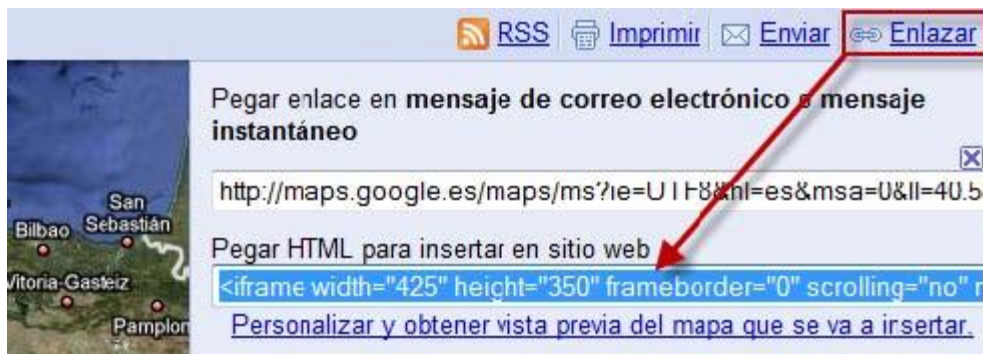 RSS Imprimir Enviar Enlazar
Pegar enlace en mensaje de correo electrónico o mensaje
instantáneo
http://maps.google.es/maps/ms?ie=UTF8&hl=es&msa=0&ll=40.5
Pegar HTML para insertar en sitio web
<iframe width="425" height="350" frameborder="0" scrolling="no"
Personalizar y obtener vista previa del mapa que se va a insertar.
San
Sebastián
Bilbao
Vitoria-Gasteiz
Pamplon